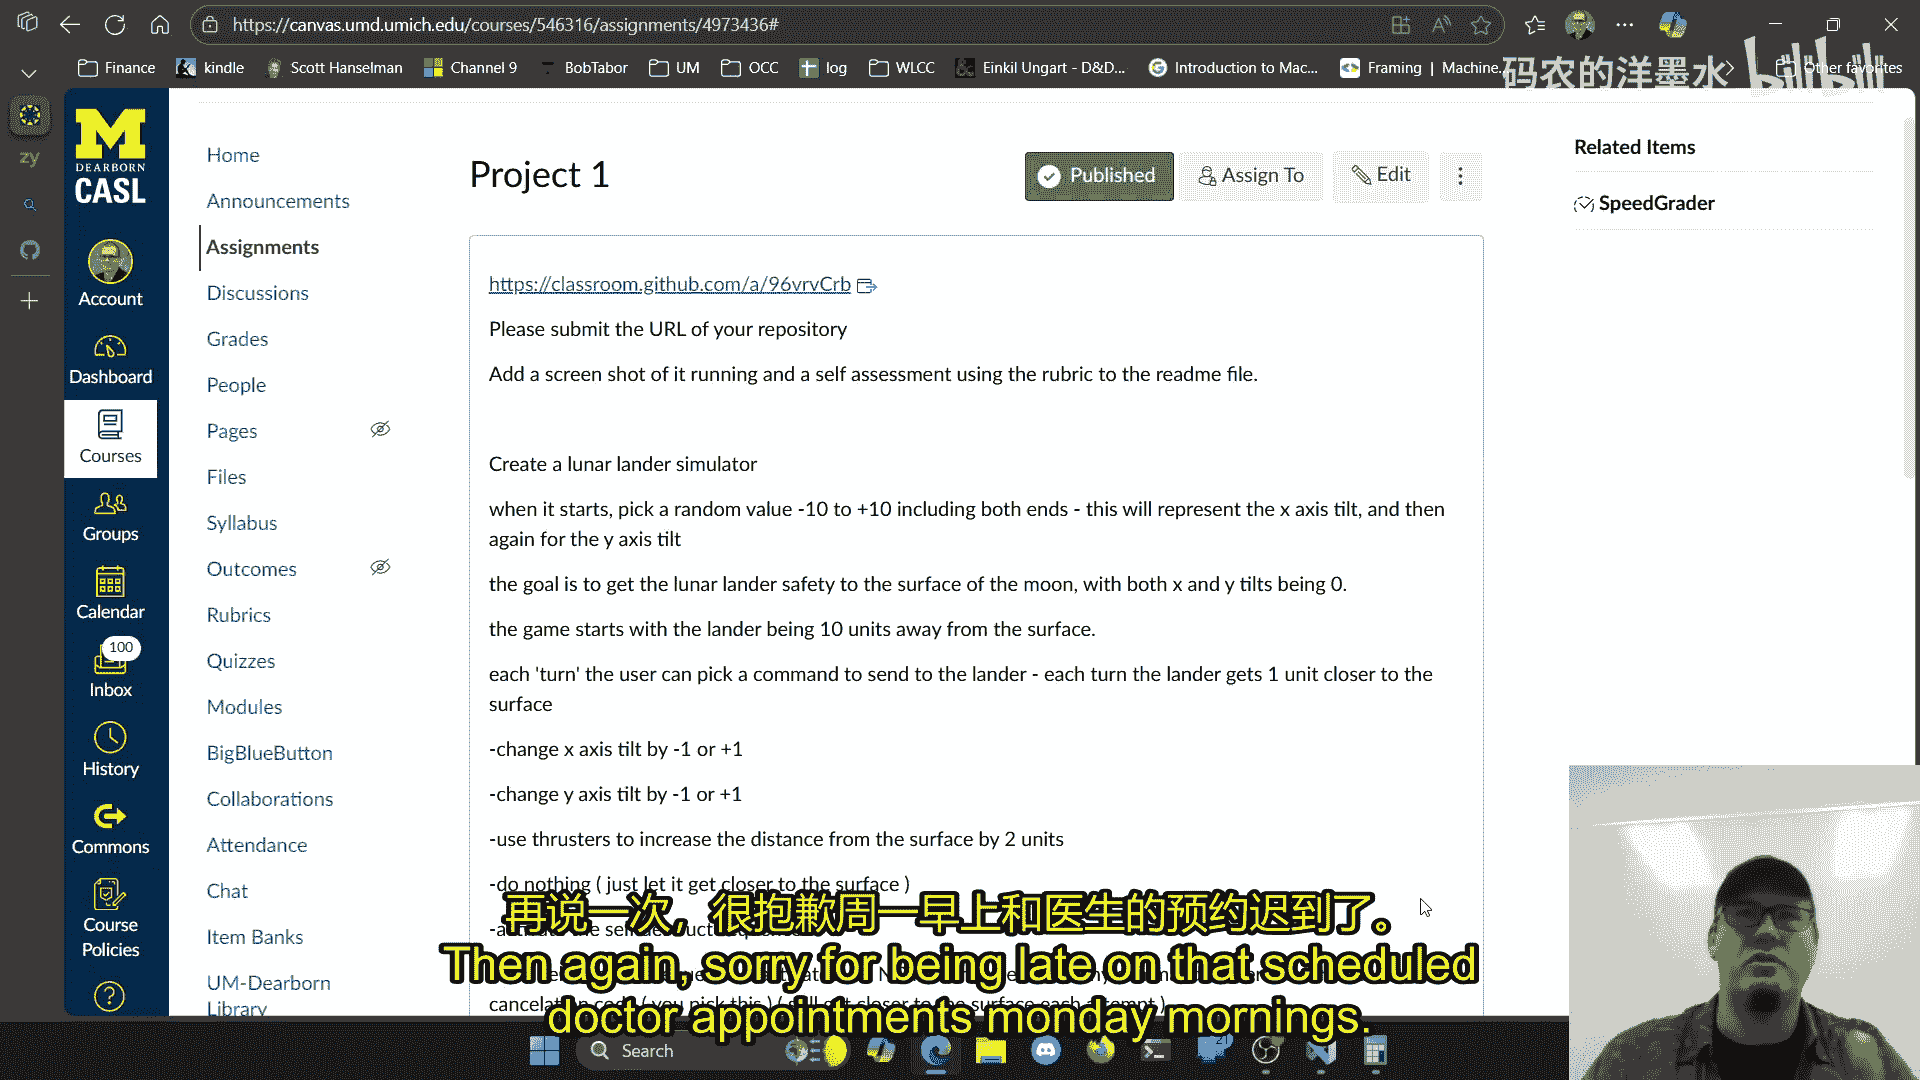 https://canvas.umd.umich.edu/courses/546316/assignments/4973436#
Finance
kindle
Scott Hanselman
Channel 9
BobTabor
UM
OCC
log
WLCC
Einkil Ungart - D&D...
Introduction to Mac...
Framing | Machine...
Other favorites
码农的洋墨水
bilibili
zy
M
DEARBORN
CASL
Account
Dashboard
Courses
Groups
Calendar
100
Inbox
History
Commons
Course
Policies
Home
Announcements
Assignments
Discussions
Grades
People
Pages
Files
Syllabus
Outcomes
Rubrics
Quizzes
Modules
BigBlueButton
Collaborations
Attendance
Chat
Item Banks
UM-Dearborn
Library
Project 1
Published
Assign To
Edit
Related Items
SpeedGrader
https://classroom.github.com/a/96vrvCrb
Please submit the URL of your repository
Add a screen shot of it running and a self assessment using the rubric to the readme file.
Create a lunar lander simulator
when it starts, pick a random value -10 to +10 including both ends - this will represent the x axis tilt, and then
again for the y axis tilt
the goal is to get the lunar lander safety to the surface of the moon, with both x and y tilts being 0.
the game starts with the lander being 10 units away from the surface.
each 'turn' the user can pick a command to send to the lander - each turn the lander gets 1 unit closer to the
surface
-change x axis tilt by -1 or +1
-change y axis tilt by -1 or +1
-use thrusters to increase the distance from the surface by 2 units
-do nothing ( just let it get closer to the surface )
再说一次，很抱歉周一早上和医生的预约迟到了。
Then again, sorry for being late on that scheduled
doctor appointments monday mornings.
Search
21